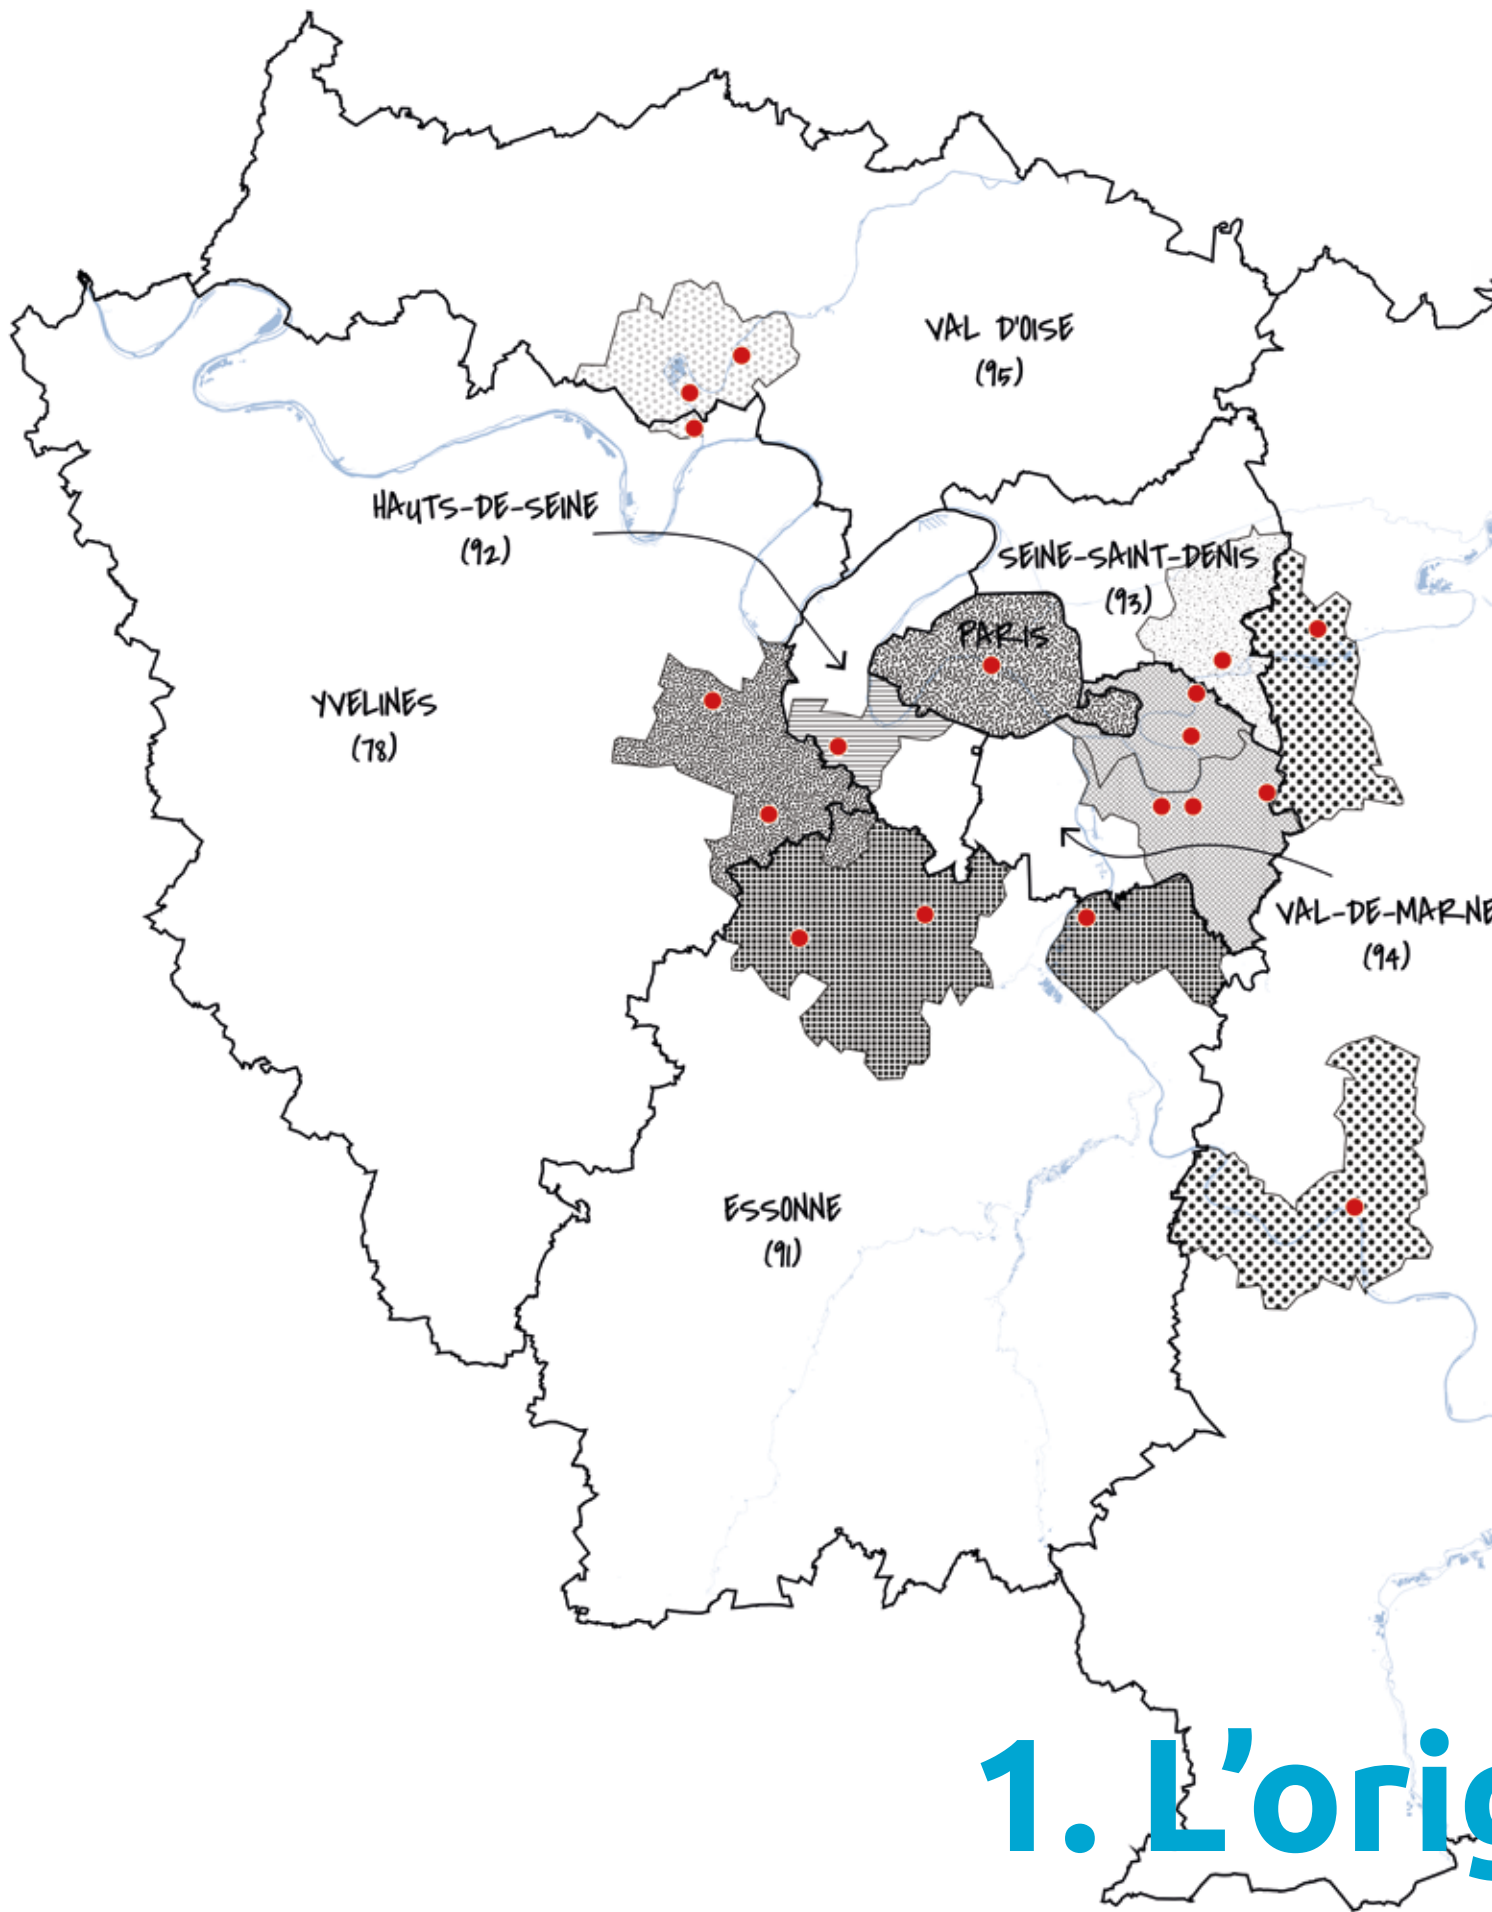 VAL D'OISE
(95)
HAUTS-DE-SEINE
(92)
SEINE-SAINT-DENIS
(93)
PARIS
YVELINES
(78)
VAL-DE-MARNE
(94)
ESSONNE
(91)
1. L’orig